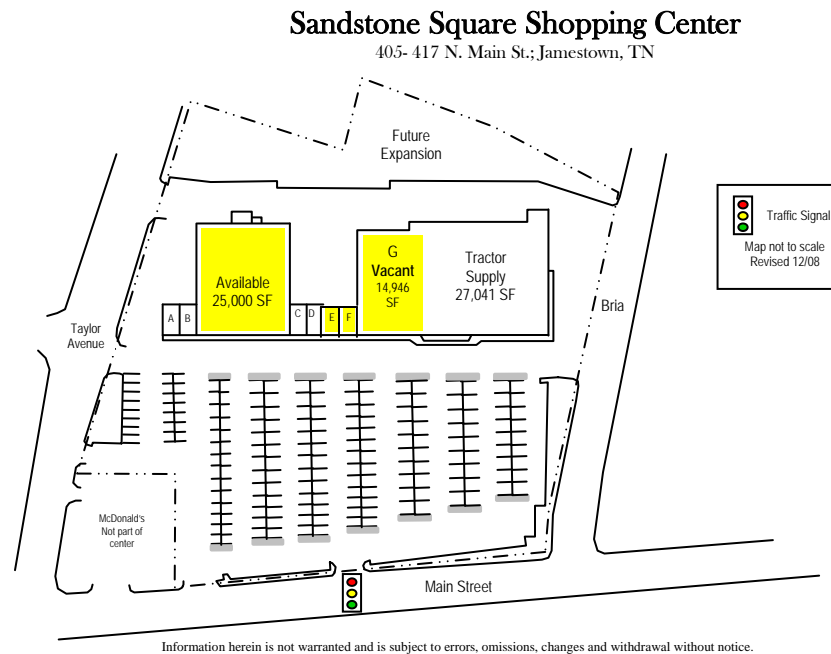 Sandstone Square Shopping Center
405- 417 N. Main St.; Jamestown, TN
Future
Expansion
Traffic Signal
Map not to scale
Revised 12/08
Available
25,000 SF
G
Vacant
14,946
SF
Tractor
Supply
27,041 SF
Bria
A
B
C
D
E
F
Taylor
Avenue
McDonald's
Not part of
center
Main Street
Information herein is not warranted and is subject to errors, omissions, changes and withdrawal without notice.